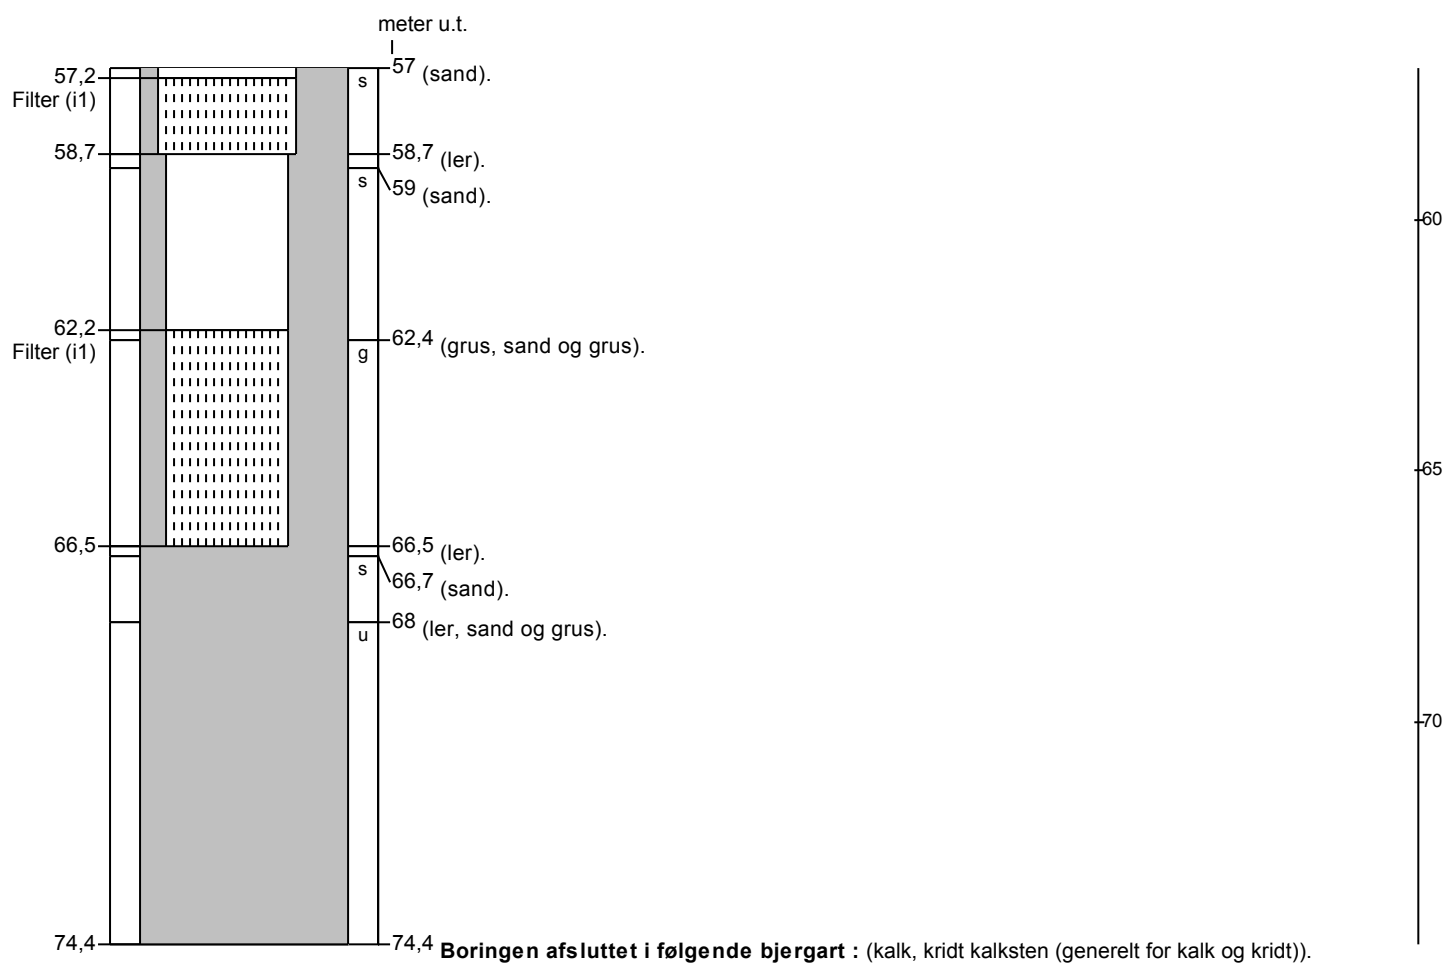 meter u.t.
57,2
57 (sand).
s
Filter (i1)
58,7
58,7 (ler).
s
59 (sand).
60
62,2
62,4 (grus, sand og grus).
Filter (i1)
g
65
66,5
66,5 (ler).
s
66,7 (sand).
68 (ler, sand og grus).
u
70
74,4
74,4 Boringen afsluttet i følgende bjergart : (kalk, kridt kalksten (generelt for kalk og kridt)).